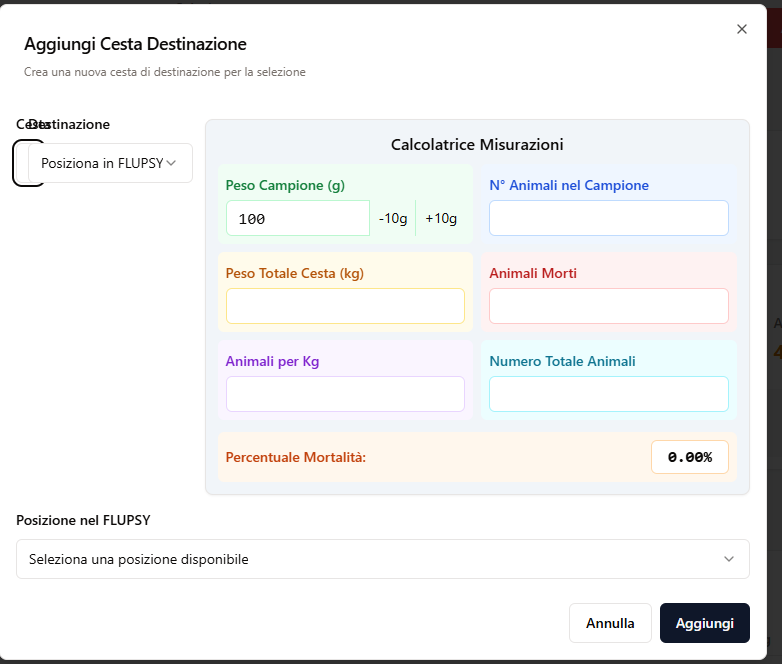 Aggiungi Cesta Destinazione
Crea una nuova cesta di destinazione per la selezione
Cesta
Destinazione
Posiziona in FLUPSY
Calcolatrice Misurazioni
Peso Campione (g)
N° Animali nel Campione
100
-10g
+10g
Peso Totale Cesta (kg)
Animali Morti
Animali per Kg
Numero Totale Animali
Percentuale Mortalità:
0.00%
Posizione nel FLUPSY
Seleziona una posizione disponibile
Annulla
Aggiungi